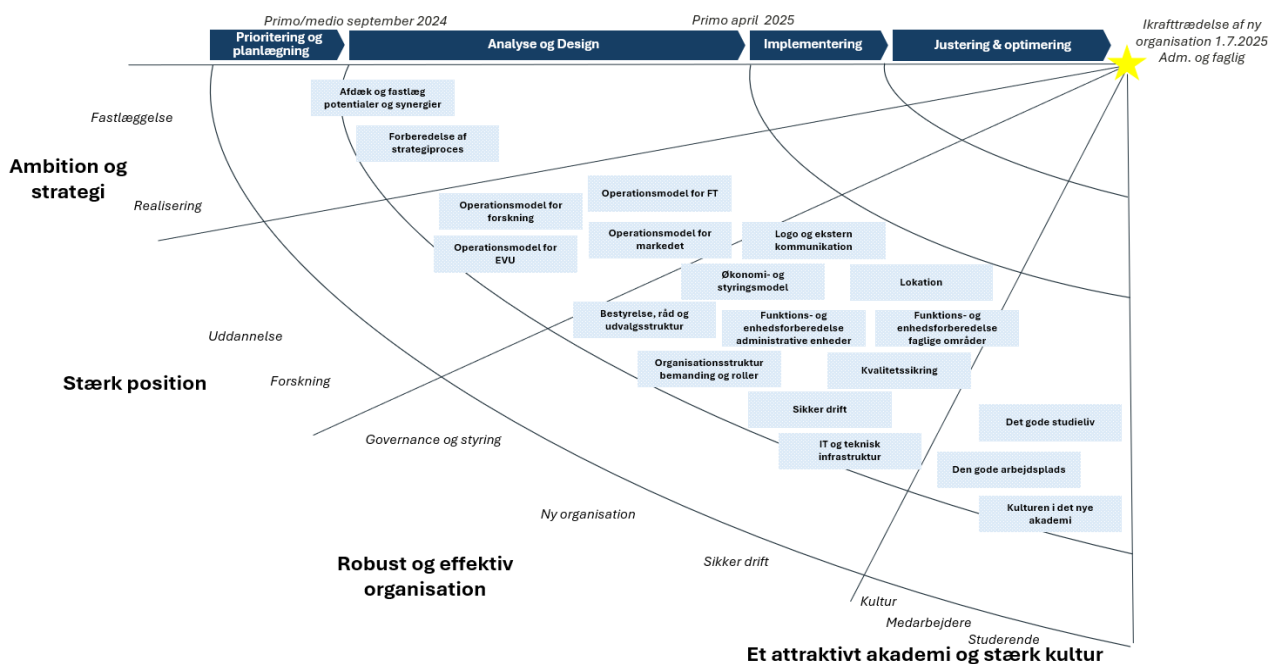 Primo/medio september 2024
Primo april 2025
Ikrafttrædelse af ny
organisation 1.7.2025
Adm. og faglig
Prioritering og
planlægning
Analyse og Design
Implementering
Justering & optimering
Afdæk og fastlæg
potentialer og synergier
Fastlæggelse
Forberedelse af
strategiproces
Ambition og
strategi
Realisering
Operationsmodel for FT
Operationsmodel for
forskning
Operationsmodel for
markedet
Logo og ekstern
kommunikation
Operationsmodel for
EVU
Økonomi- og
styringsmodel
Lokation
Bestyrelse, råd og
udvalgsstruktur
Funktions- og
enhedsforberedelse
administrative enheder
Funktions- og
enhedsforberedelse
faglige områder
Uddannelse
Organisationsstruktur
bemanding og roller
Kvalitetssikring
Stærk position
Forskning
Sikker drift
Det gode studieliv
Governance og styring
IT og teknisk
infrastruktur
Den gode arbejdsplads
Kulturen i det nye
akademi
Ny organisation
Sikker drift
Robust og effektiv
organisation
Kultur
Medarbejdere
Studerende
Et attraktivt akademi og stærk kultur